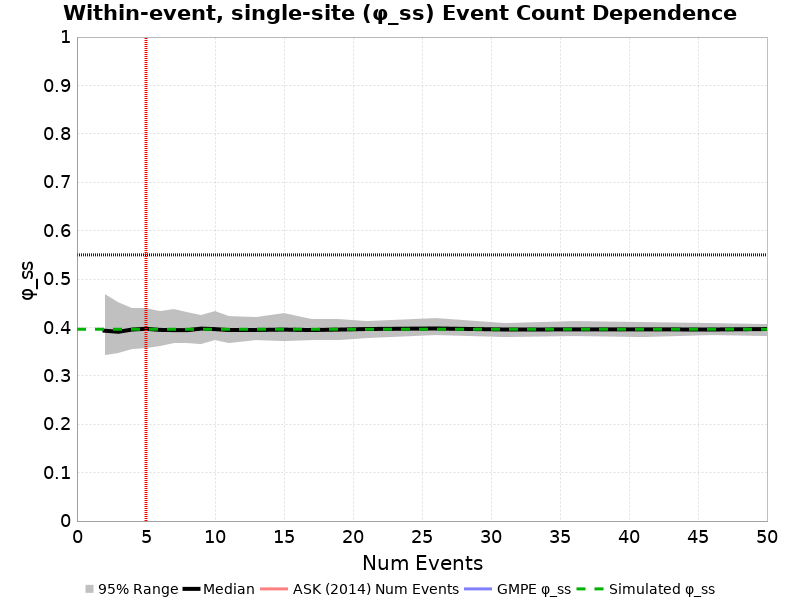 Within-event, single-site (φ_ss) Event Count Dependence
1
0.9
0.8
0.7
0.6
0.5
0.4
0.3
0.2
0.1
0
φ_ss
0 5 10 15 20 25 30 35 40 45 50
Num Events
95% Range Median ASK (2014) Num Events GMPE φ_ss Simulated φ_ss